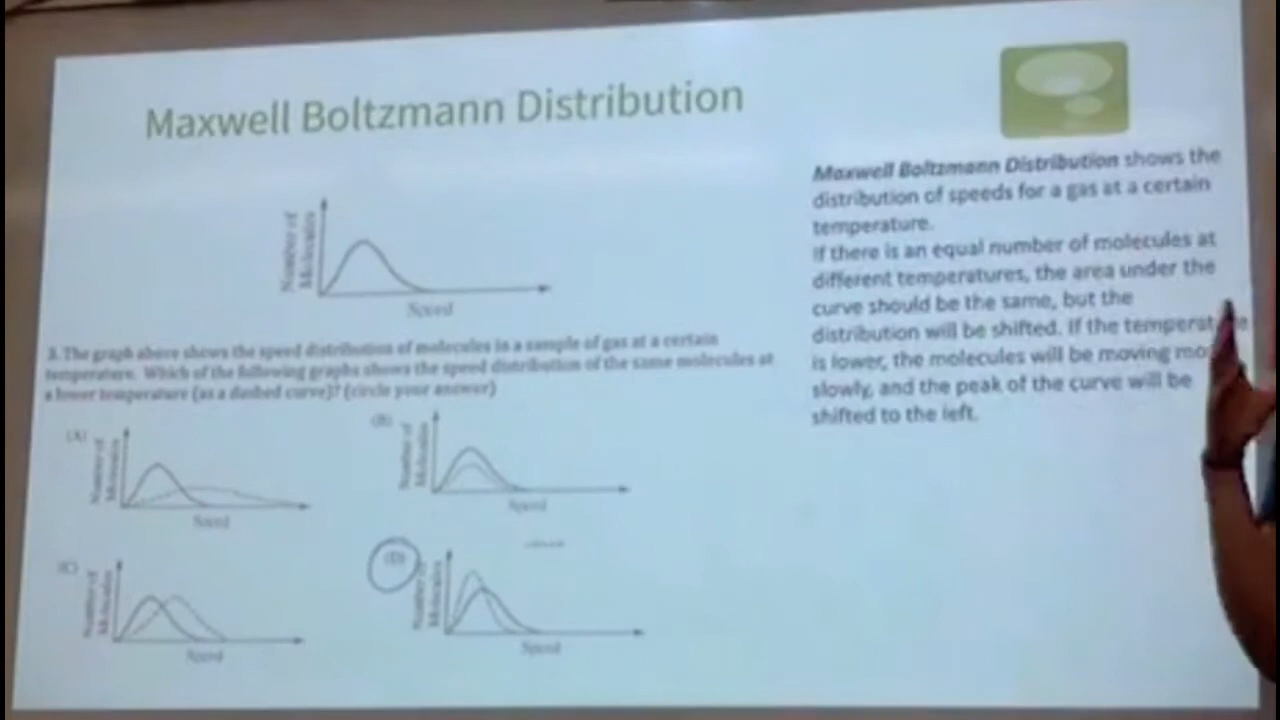 Maxwell Boltzmann Distribution
Maxwell Boltzmann Distribution shows the
distribution of speeds for a gas at a certain
temperature.
If there is an equal number of molecules at
different temperatures, the area under the
curve should be the same, but the
distribution will be shifted. If the temperat
is lower, the molecules will be moving mo
slowly, and the peak of the curve will be
shifted to the left.
Number of
Molecules
Speed
3. The graph above shows the speed distribution of molecules in a sample of gas at a certain
temperature. Which of the following graphs shows the speed distribution of the same molecules at
a lower temperature (as a dashed curve)? (circle your answer)
(A)
Number of
Molecules
Speed
(B)
Number of
Molecules
Speed
(C)
Number of
Molecules
Speed
(D)
Number of
Molecules
Speed